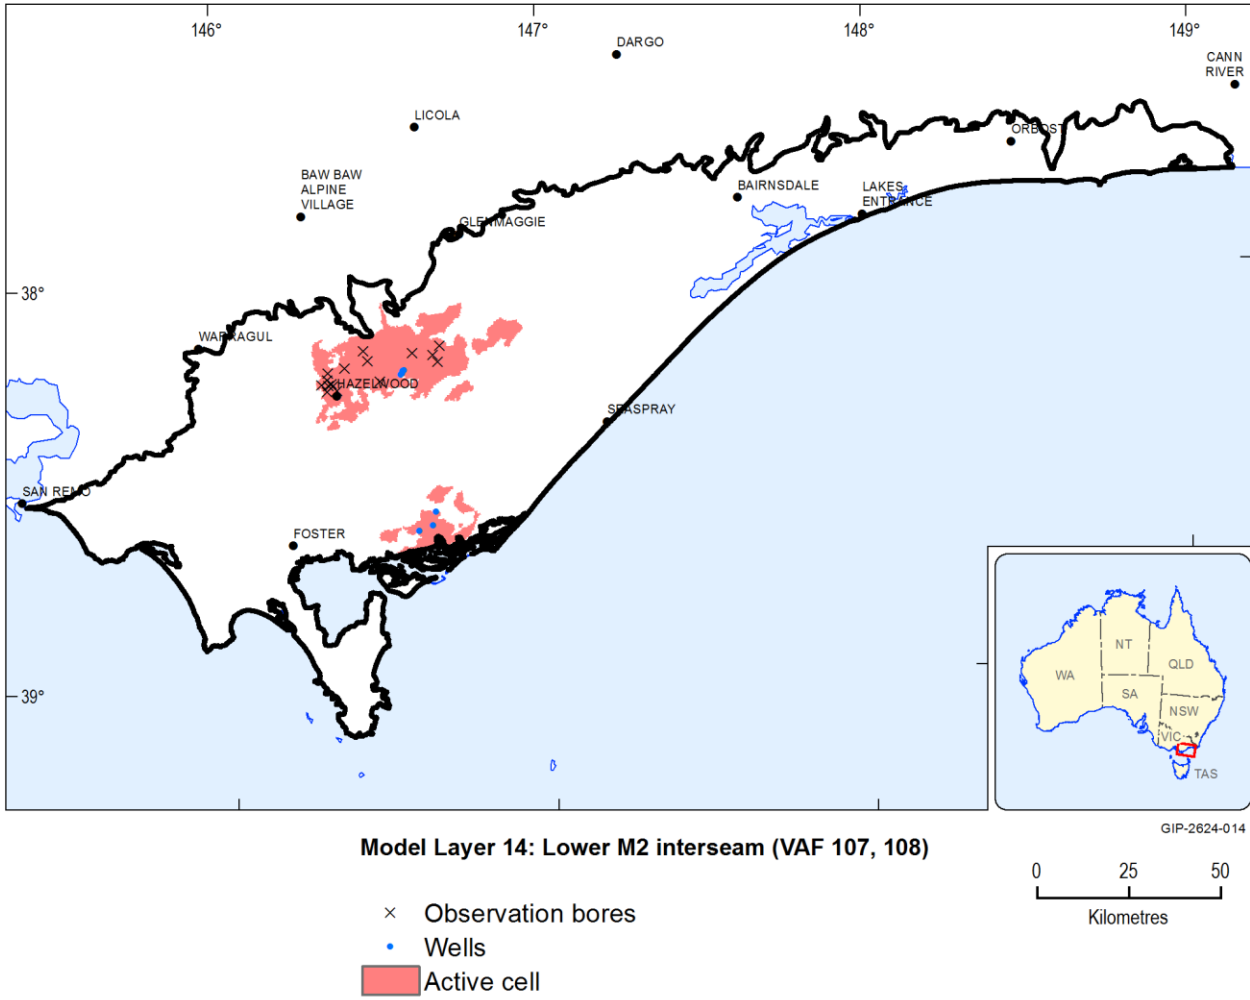 146°
147°
148°
149°
DARGO
CANN
RIVER
LICOLA
ORBOST
BAW BAW
ALPINE
VILLAGE
BAIRNSDALE
LAKES
ENTRANCE
GLENMAGGIE
38°
WARRAGUL
HAZELWOOD
SEASPRAY
SAN REMO
FOSTER
39°
NT
QLD
WA
SA
NSW
VIC
TAS
GIP-2624-014
Model Layer 14: Lower M2 interseam (VAF 107, 108)
0 25 50
Kilometres
Observation bores
Wells
Active cell